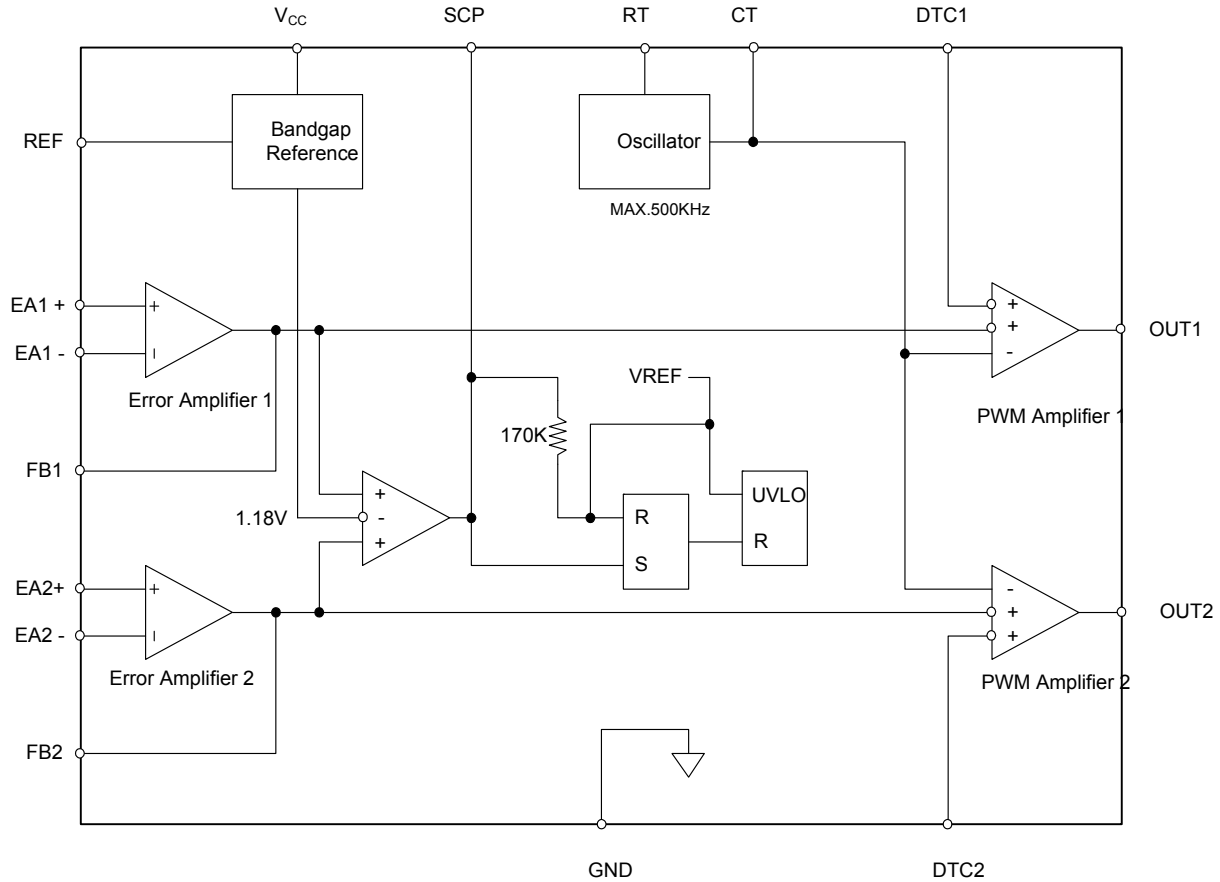 VCC
SCP
RT
CT
DTC1
Bandgap
Reference
REF
Oscillator
MAX.500KHz
EA1 +
+
EA1 -
-
Error Amplifier 1
+
+
-
OUT1
PWM Amplifier 1
VREF
170K
FB1
+
1.18V
-
+
UVLO
R
R
S
EA2+
+
EA2 -
-
Error Amplifier 2
-
+
+
OUT2
PWM Amplifier 2
FB2
GND
DTC2